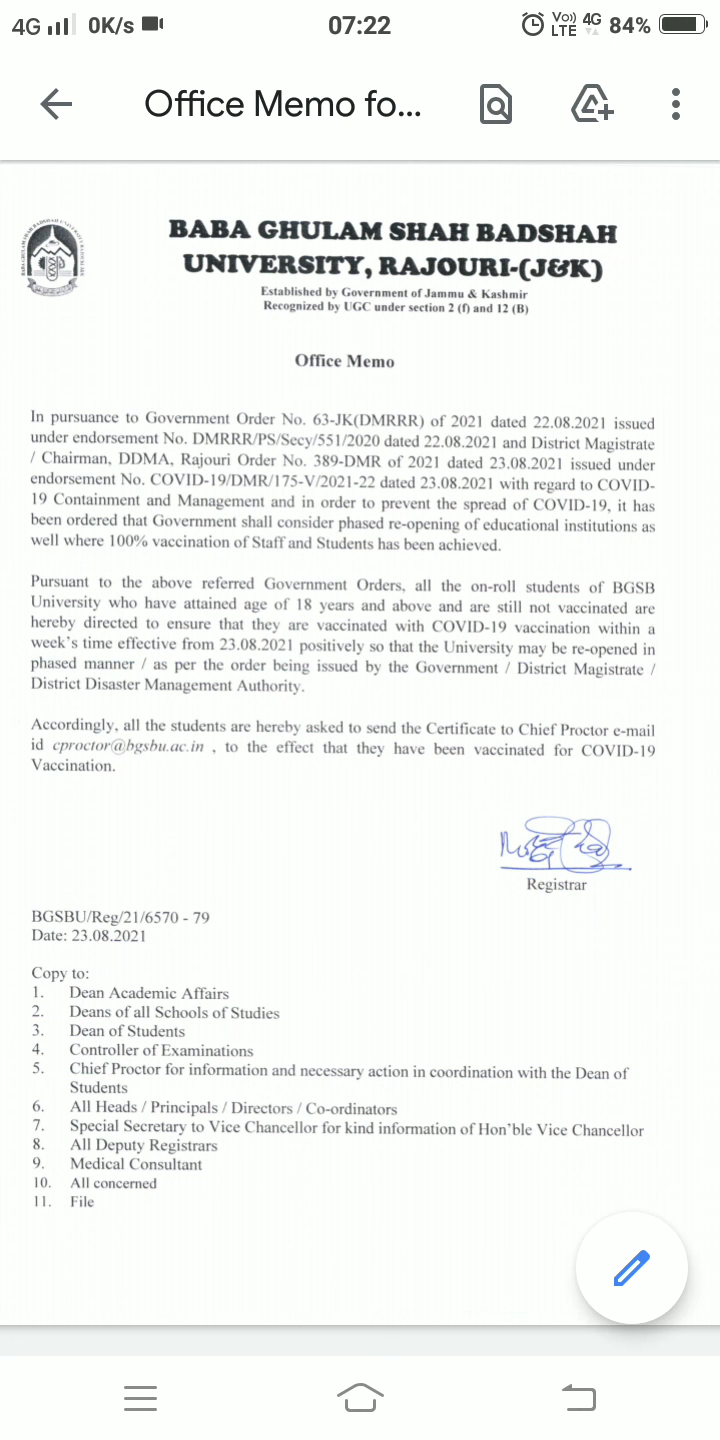 4G 0K/s 07:22 Vo)) LTE 4G 84%
Office Memo fo...
BABA GHULAM SHAH BADSHAH
UNIVERSITY, RAJOURI-(J&K)
Established by Government of Jammu & Kashmir
Recognized by UGC under section 2 (f) and 12 (B)
Office Memo
In pursuance to Government Order No. 63-JK(DMRRR) of 2021 dated 22.08.2021 issued
under endorsement No. DMRRR/PS/Secy/551/2020 dated 22.08.2021 and District Magistrate
/ Chairman, DDMA, Rajouri Order No. 389-DMR of 2021 dated 23.08.2021 issued under
endorsement No. COVID-19/DMR/175-V/2021-22 dated 23.08.2021 with regard to COVID-
19 Containment and Management and in order to prevent the spread of COVID-19, it has
been ordered that Government shall consider phased re-opening of educational institutions as
well where 100% vaccination of Staff and Students has been achieved.
Pursuant to the above referred Government Orders, all the on-roll students of BGSB
University who have attained age of 18 years and above and are still not vaccinated are
hereby directed to ensure that they are vaccinated with COVID-19 vaccination within a
week's time effective from 23.08.2021 positively so that the University may be re-opened in
phased manner / as per the order being issued by the Government / District Magistrate /
District Disaster Management Authority.
Accordingly, all the students are hereby asked to send the Certificate to Chief Proctor e-mail
id cproctor@bgsbu.ac.in , to the effect that they have been vaccinated for COVID-19
Vaccination.
Registrar
BGSBU/Reg/21/6570 - 79
Date: 23.08.2021
Copy to:
1. Dean Academic Affairs
2. Deans of all Schools of Studies
3. Dean of Students
4. Controller of Examinations
5. Chief Proctor for information and necessary action in coordination with the Dean of
Students
6. All Heads / Principals / Directors / Co-ordinators
7. Special Secretary to Vice Chancellor for kind information of Hon'ble Vice Chancellor
8. All Deputy Registrars
9. Medical Consultant
10. All concerned
11. File